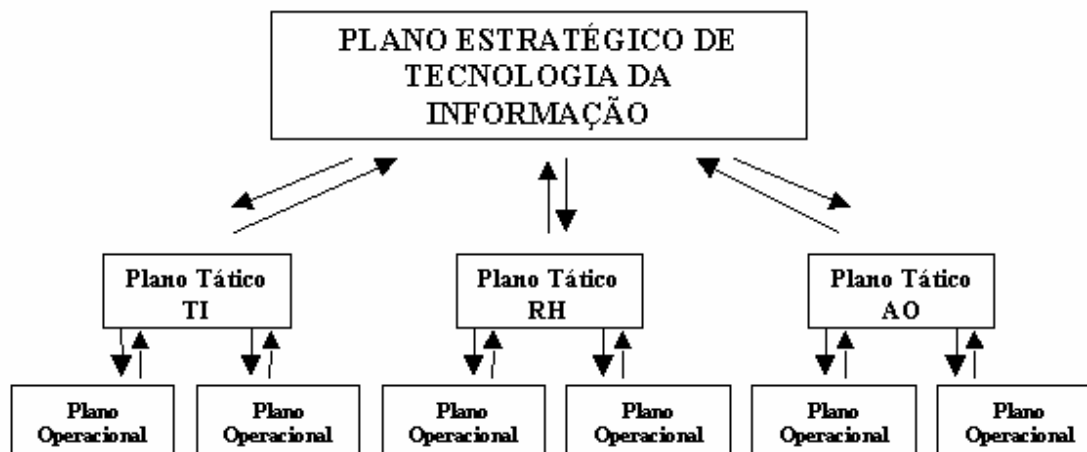 PLANO ESTRATÉGICO DE
TECNOLOGIA DA
INFORMAÇÃO
Plano Tático
TI
Plano Tático
RH
Plano Tático
AO
Plano
Operacional
Plano
Operacional
Plano
Operacional
Plano
Operacional
Plano
Operacional
Plano
Operacional